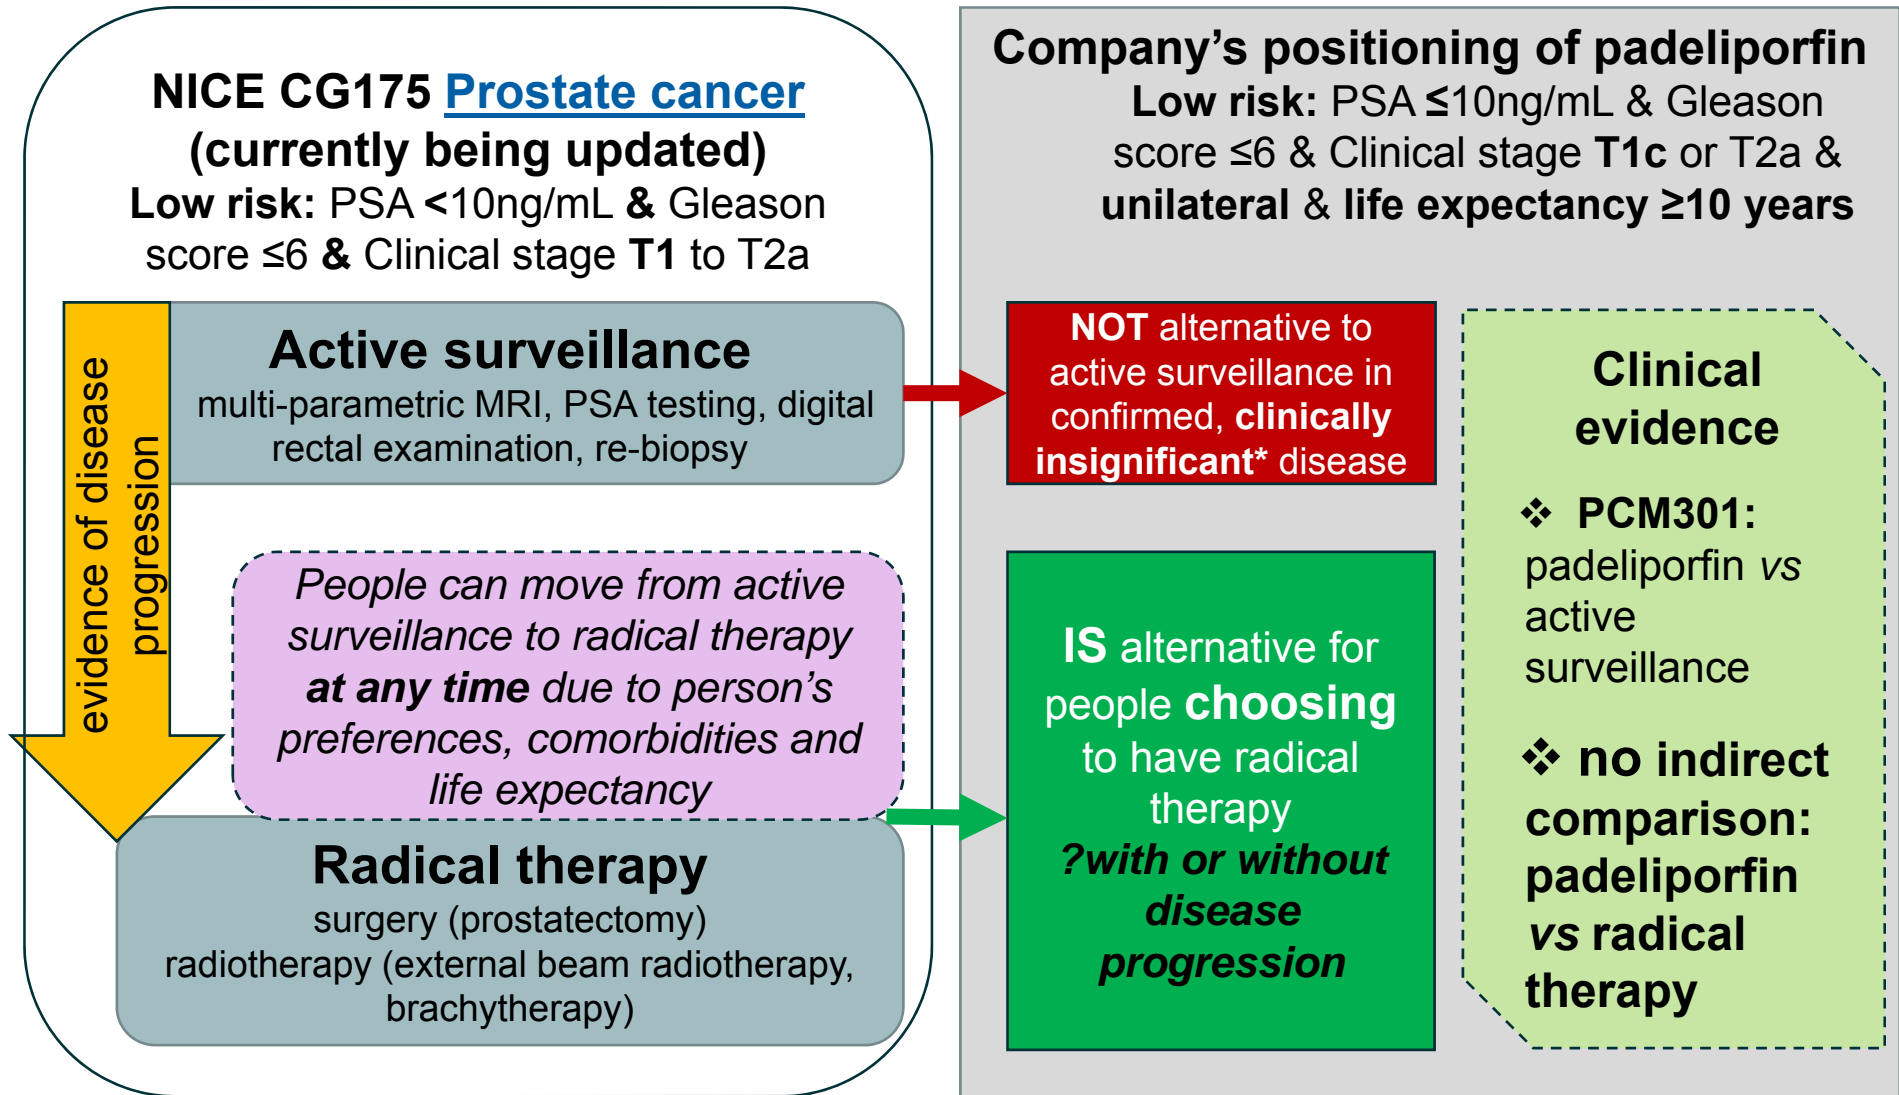 NICE CG175 Prostate cancer
(currently being updated)
Low risk: PSA <10ng/mL & Gleason
score ≤6 & Clinical stage T1 to T2a
evidence of disease
progression
Active surveillance
multi-parametric MRI, PSA testing, digital
rectal examination, re-biopsy
People can move from active
surveillance to radical therapy
at any time due to person's
preferences, comorbidities and
life expectancy
Radical therapy
surgery (prostatectomy)
radiotherapy (external beam radiotherapy,
brachytherapy)
Company's positioning of padeliporfin
Low risk: PSA ≤10ng/mL & Gleason
score ≤6 & Clinical stage T1c or T2a &
unilateral & life expectancy ≥10 years
NOT alternative to
active surveillance in
confirmed, clinically
insignificant* disease
IS alternative for
people choosing
to have radical
therapy
?with or without
disease
progression
Clinical
evidence
❖ PCM301:
padeliporfin vs
active
surveillance
❖ no indirect
comparison:
padeliporfin
vs radical
therapy